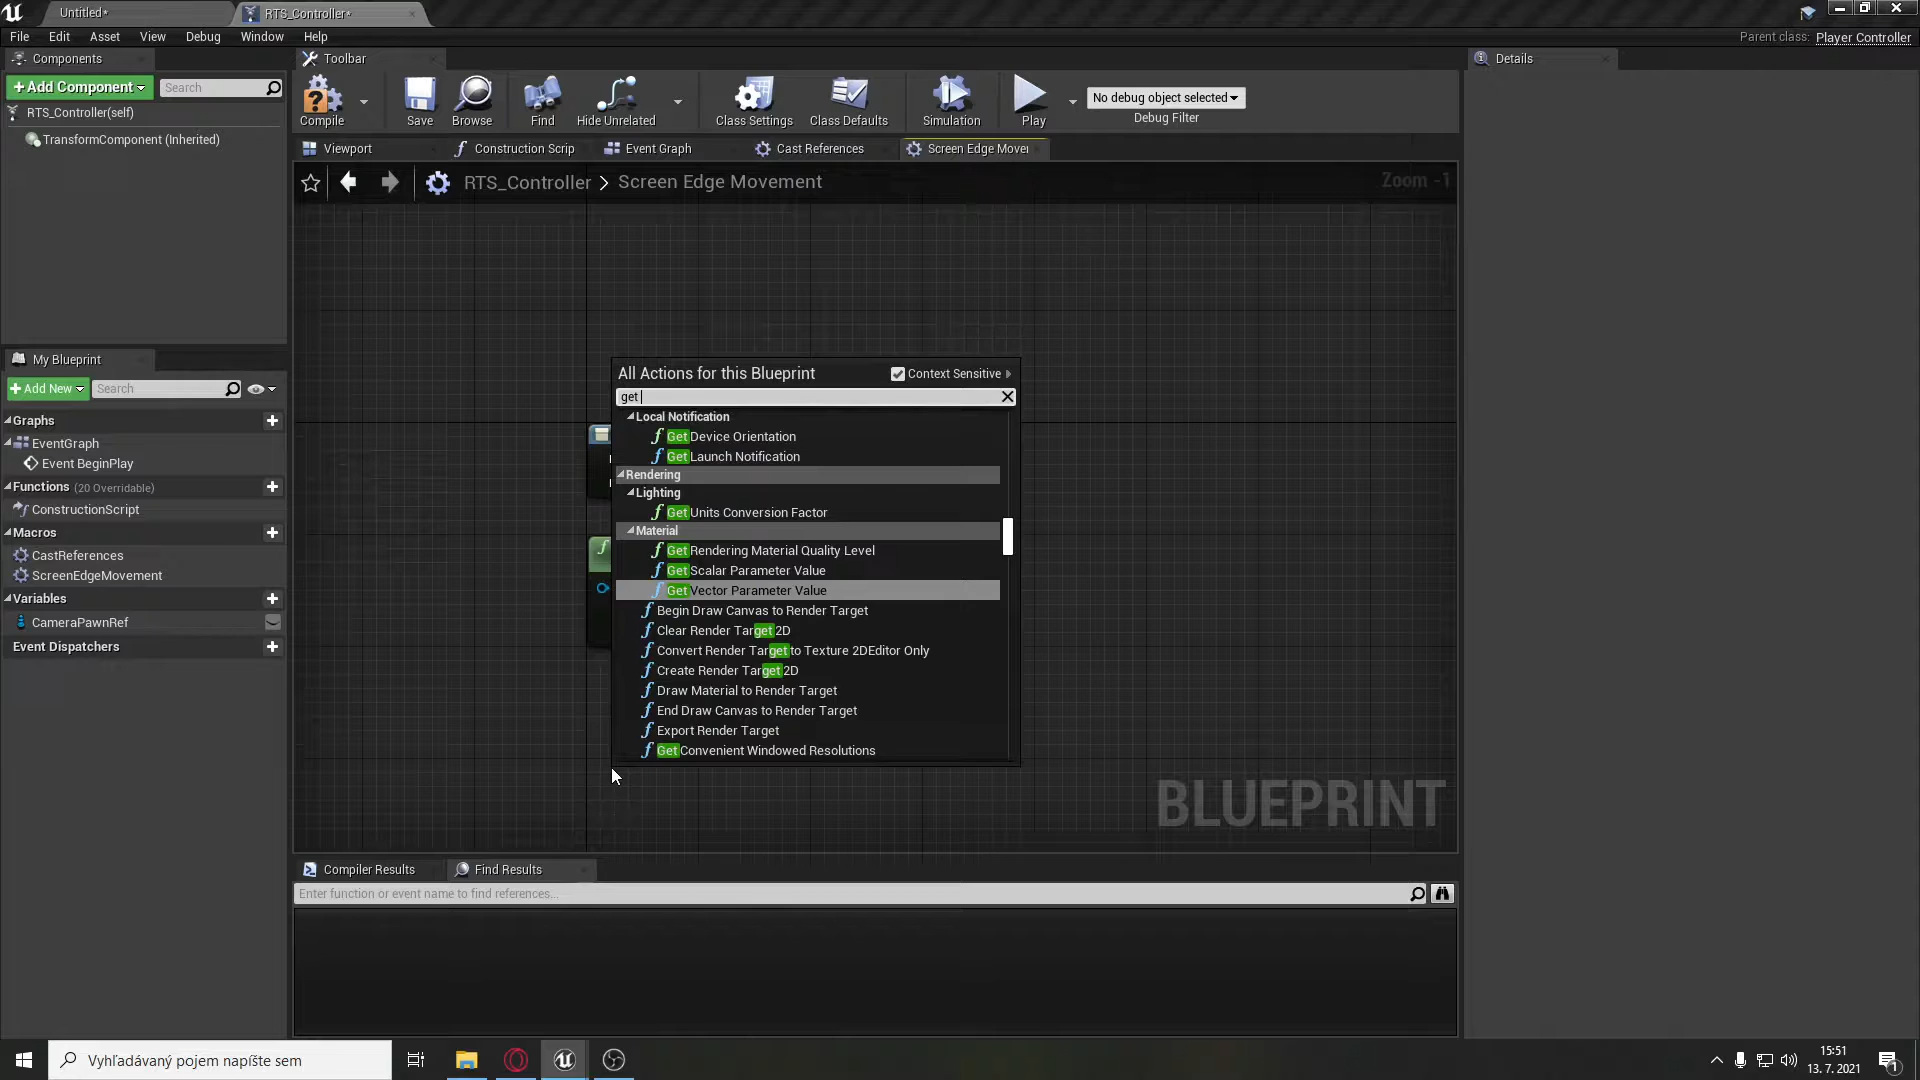 Untitled*
RTS_Controller*
File Edit Asset View Debug Window Help
Parent class: Player Controller
Components
+Add Component
Search
RTS_Controller(self)
TransformComponent (Inherited)
Toolbar
Compile
Save
Browse
Find
Hide Unrelated
Class Settings
Class Defaults
Simulation
Play
No debug object selected
Debug Filter
Details
Viewport
Construction Scrip
Event Graph
Cast References
Screen Edge Mover
RTS_Controller > Screen Edge Movement
Zoom -1
My Blueprint
+Add New
Search
Graphs
EventGraph
Event BeginPlay
Functions (20 Overridable)
ConstructionScript
Macros
CastReferences
ScreenEdgeMovement
Variables
CameraPawnRef
Event Dispatchers
All Actions for this Blueprint
Context Sensitive
get
Local Notification
Get Device Orientation
Get Launch Notification
Rendering
Lighting
Get Units Conversion Factor
Material
Get Rendering Material Quality Level
Get Scalar Parameter Value
Get Vector Parameter Value
Begin Draw Canvas to Render Target
Clear Render Target 2D
Convert Render Target to Texture 2DEditor Only
Create Render Target 2D
Draw Material to Render Target
End Draw Canvas to Render Target
Export Render Target
Get Convenient Windowed Resolutions
BLUEPRINT
Compiler Results
Find Results
Enter function or event name to find references...
Vyhľadávaný pojem napíšte sem
15:51
13. 7. 2021
1